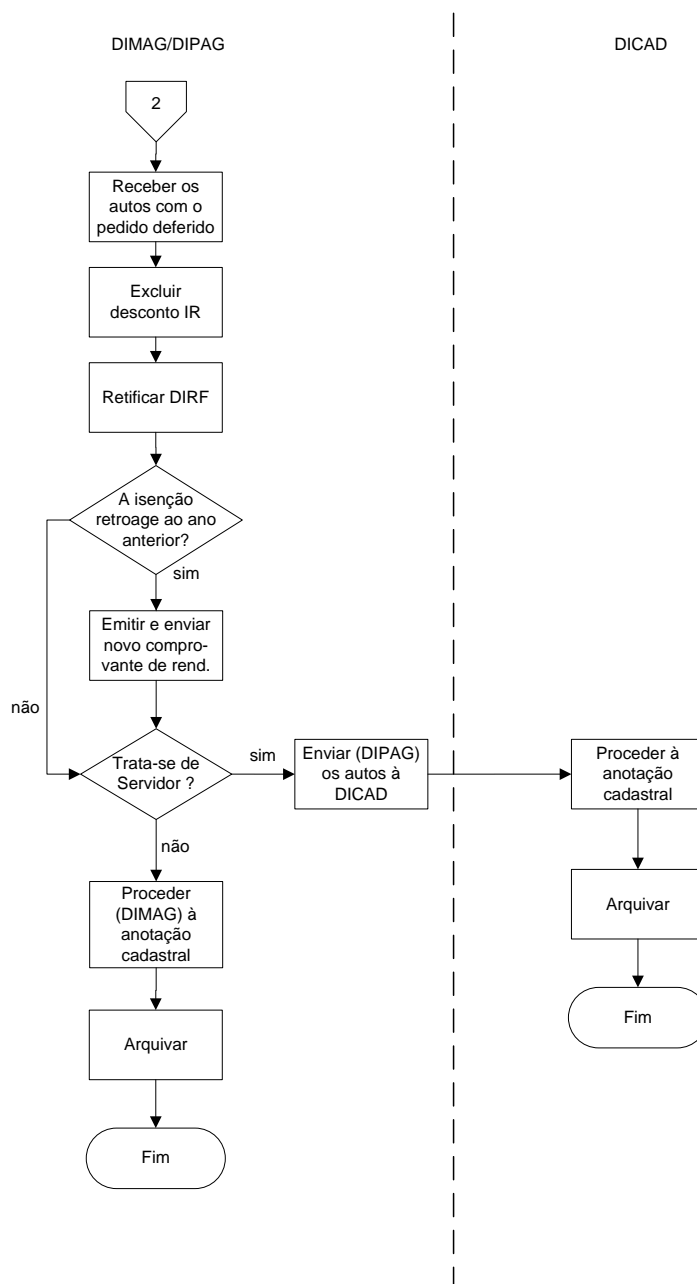 DIMAG/DIPAG
DICAD
2
Receber os
autos com o
pedido deferido
Excluir
desconto IR
Retificar DIRF
A isenção
retroage ao ano
anterior?
sim
Emitir e enviar
novo compro-
vante de rend.
não
Trata-se de
Servidor ?
sim
Enviar (DIPAG)
os autos à
DICAD
Proceder à
anotação
cadastral
não
Proceder
(DIMAG) à
anotação
cadastral
Arquivar
Arquivar
Fim
Fim